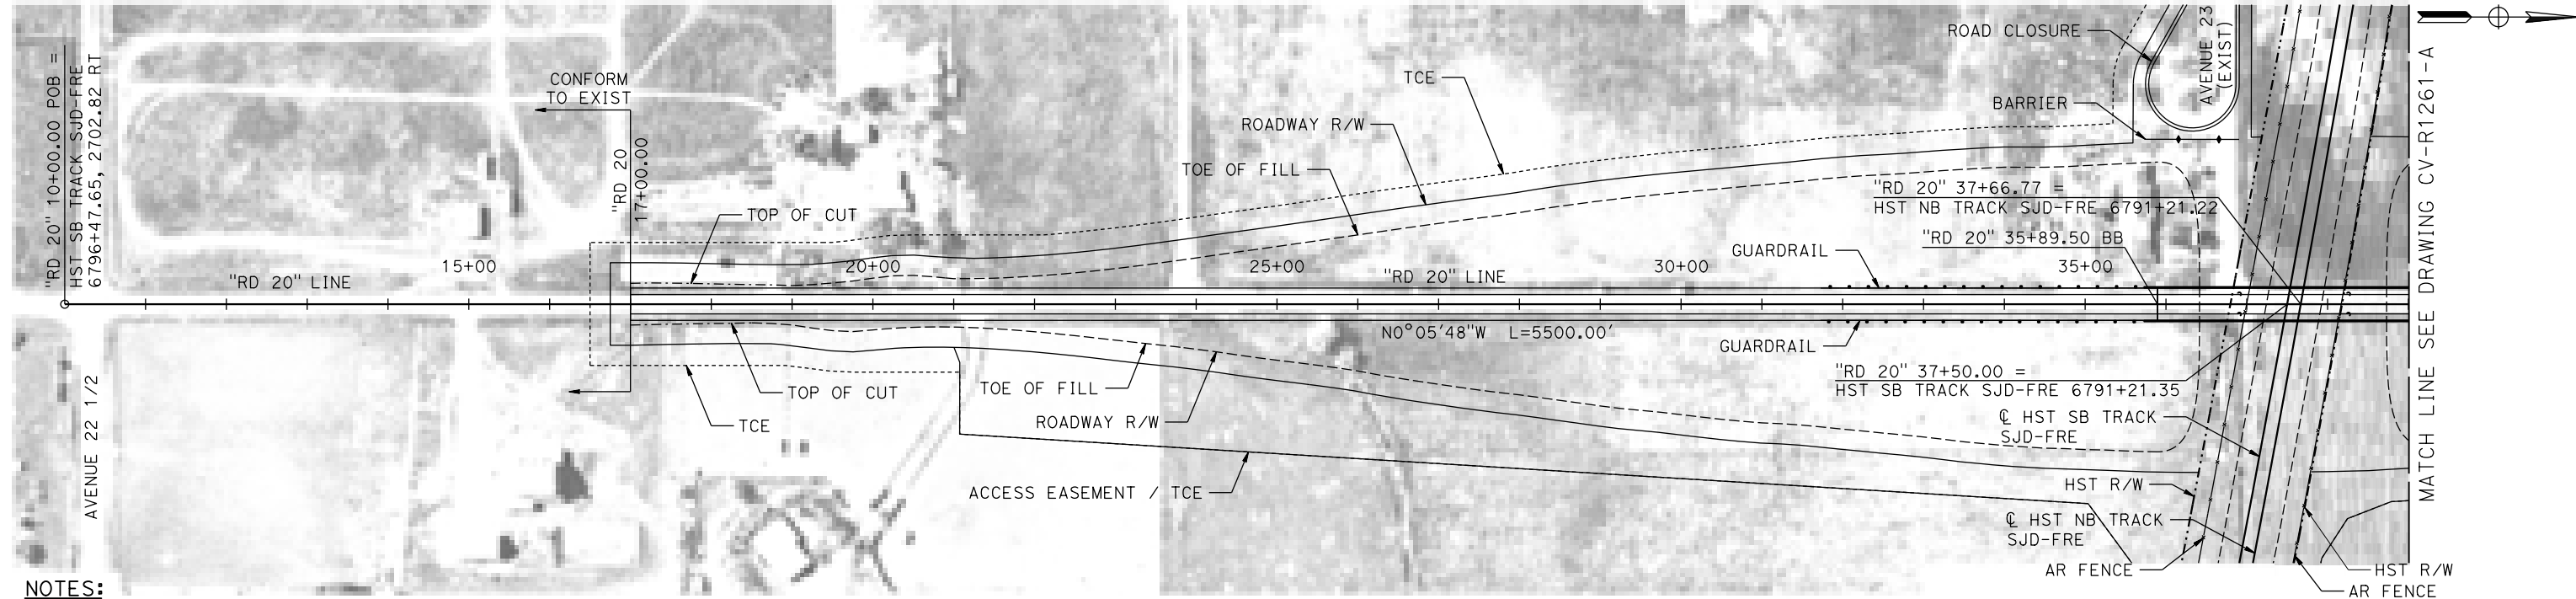 "RD 20" 10+00.00 POB =
HST SB TRACK SJD-FRE
6796+47.65, 2702.82 RT
AVENUE 22 1/2
"RD 20" LINE
15+00
CONFORM
TO EXIST
"RD 20
17+00.00
TOP OF CUT
20+00
TOP OF CUT
TCE
TCE
ROADWAY R/W
TOE OF FILL
25+00
"RD 20" LINE
30+00
N0°05'48"W L=5500.00'
TOE OF FILL
ROADWAY R/W
ACCESS EASEMENT / TCE
ROAD CLOSURE
AVENUE 23
(EXIST)
BARRIER
"RD 20" 37+66.77 =
HST NB TRACK SJD-FRE 6791+21.22
"RD 20" 35+89.50 BB
GUARDRAIL
35+00
GUARDRAIL
"RD 20" 37+50.00 =
HST SB TRACK SJD-FRE 6791+21.35
℄ HST SB TRACK
SJD-FRE
HST R/W
℄ HST NB TRACK
SJD-FRE
AR FENCE
HST R/W
AR FENCE
MATCH LINE SEE DRAWING CV-R12261-A
NOTES: